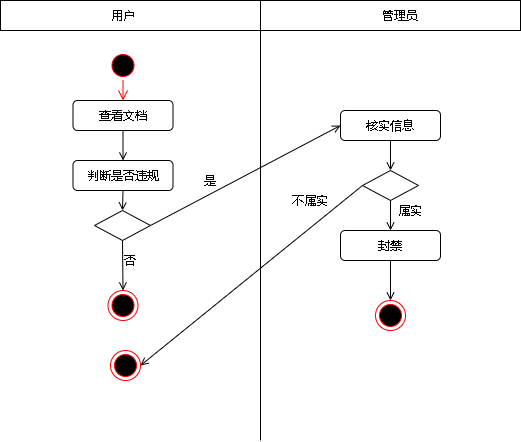 用户
管理员
查看文档
判断是否违规
是
否
核实信息
不属实
属实
封禁